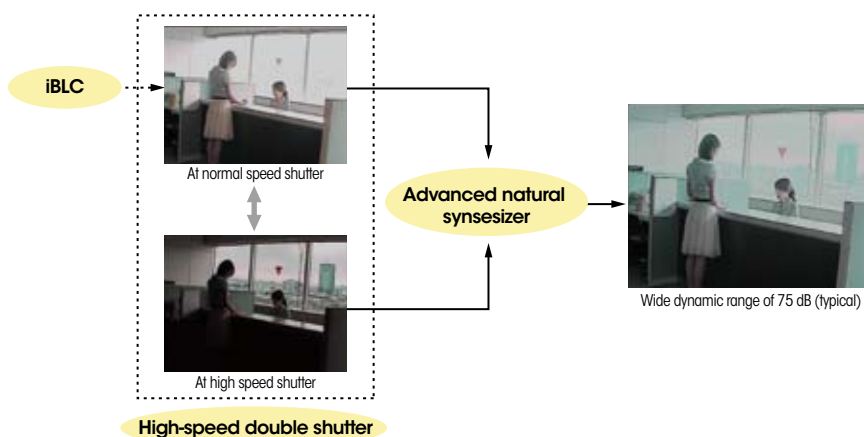 iBLC
At normal speed shutter
At high speed shutter
High-speed double shutter
Advanced natural
synsesizer
Wide dynamic range of 75 dB (typical)